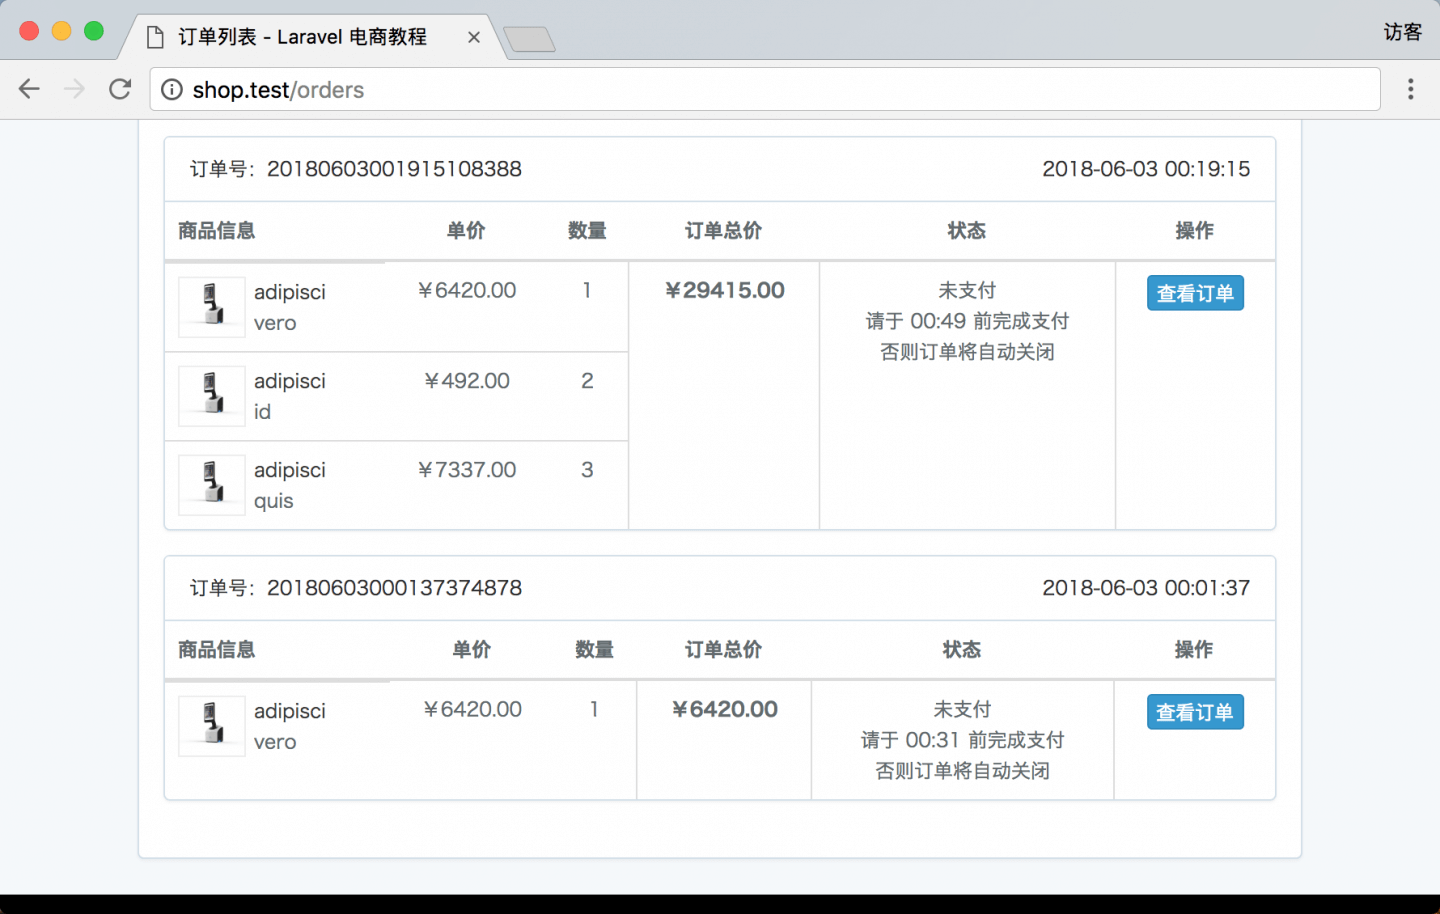 订单列表 - Laravel 电商教程
访客
shop.test/orders
订单号：20180603001915108388 2018-06-03 00:19:15
商品信息 单价 数量 订单总价 状态 操作
adipisci ￥6420.00 1 ￥29415.00 未支付 查看订单
vero 请于 00:49 前完成支付
否则订单将自动关闭
adipisci ￥492.00 2
id
adipisci ￥7337.00 3
quis
订单号：20180603000137374878 2018-06-03 00:01:37
商品信息 单价 数量 订单总价 状态 操作
adipisci ￥6420.00 1 ￥6420.00 未支付 查看订单
vero 请于 00:31 前完成支付
否则订单将自动关闭